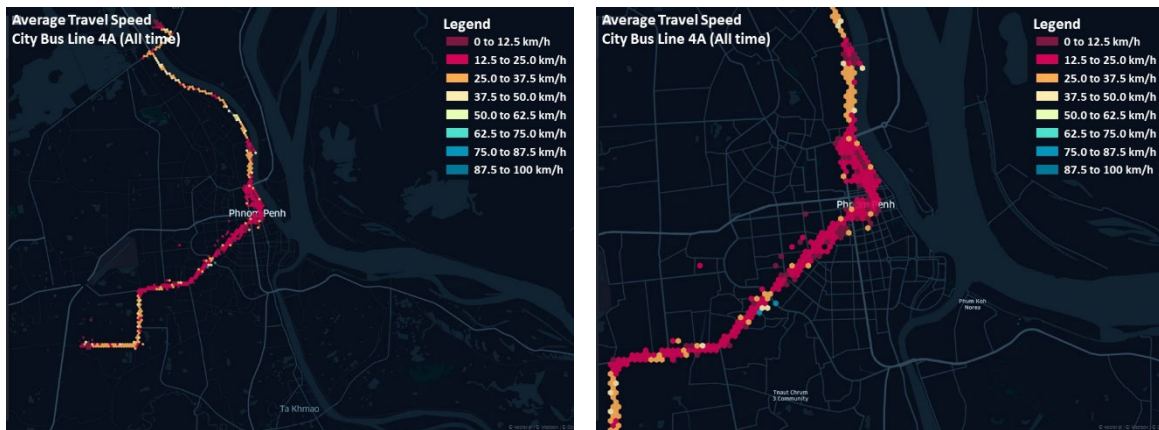 Average Travel Speed
City Bus Line 4A (All time)
Legend
0 to 12.5 km/h
12.5 to 25.0 km/h
25.0 to 37.5 km/h
37.5 to 50.0 km/h
50.0 to 62.5 km/h
62.5 to 75.0 km/h
75.0 to 87.5 km/h
87.5 to 100 km/h
Phnom Penh
Ta Khmao
Average Travel Speed
City Bus Line 4A (All time)
Legend
0 to 12.5 km/h
12.5 to 25.0 km/h
25.0 to 37.5 km/h
37.5 to 50.0 km/h
50.0 to 62.5 km/h
62.5 to 75.0 km/h
75.0 to 87.5 km/h
87.5 to 100 km/h
Phnom Penh
Phum Koh
Norea
Tnaut Chrum
3 Community